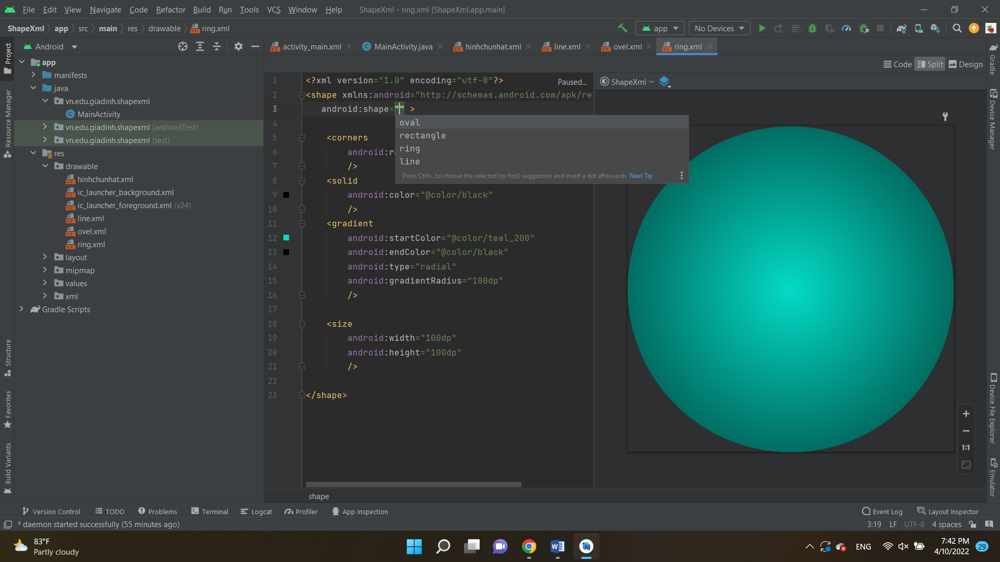 File Edit View Navigate Code Refactor Build Run Tools VCS Window Help ShapeXml - ring.xml [ShapeXml.app.main]
ShapeXml app src main res drawable ring.xml
app No Devices
Android
activity_main.xml MainActivity.java hinhchunhat.xml line.xml ovel.xml ring.xml
Code Split Design
Project
Resource Manager
Structure
Favorites
Build Variants
app
manifests
java
vn.edu.giadinh.shapexml
MainActivity
vn.edu.giadinh.shapexml (androidTest)
vn.edu.giadinh.shapexml (test)
res
drawable
hinhchunhat.xml
ic_launcher_background.xml
ic_launcher_foreground.xml (v24)
line.xml
ovel.xml
ring.xml
layout
mipmap
values
xml
Gradle Scripts
1 <?xml version="1.0" encoding="utf-8"?>
Paused...
2 <shape xmlns:android="http://schemas.android.com/apk/re
3 android:shape="" >
4
5 <corners
6 android:ra
7 />
8 <solid
9 android:color="@color/black"
10 />
11 <gradient
12 android:startColor="@color/teal_200"
13 android:endColor="@color/black"
14 android:type="radial"
15 android:gradientRadius="100dp"
16 />
17
18 <size
19 android:width="100dp"
20 android:height="100dp"
21 />
22
23 </shape>
oval
rectangle
ring
line
Press Ctrl+. to choose the selected (or first) suggestion and insert a dot afterwards Next Tip
ShapeXml
1:1
Gradle
Device Manager
Device File Explorer
Emulator
shape
Version Control TODO Problems Terminal Logcat Profiler App Inspection Event Log Layout Inspector
* daemon started successfully (55 minutes ago) 3:19 LF UTF-8 4 spaces
83°F
Partly cloudy
ENG
7:42 PM
4/10/2022
29